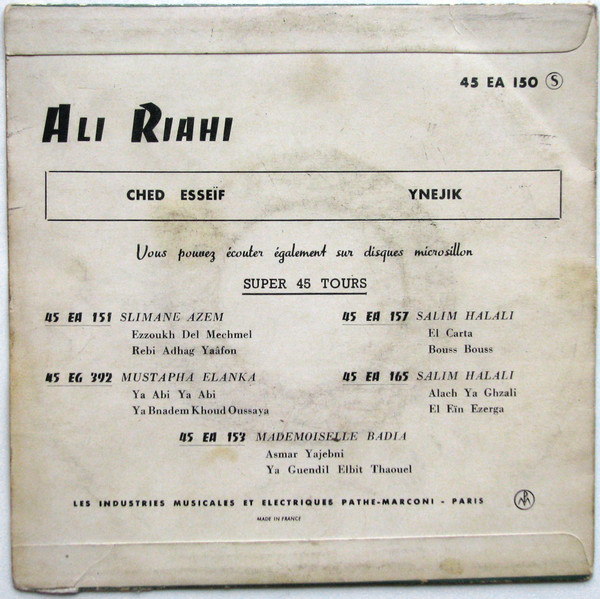 45 EA 150 Ⓢ
ALI RIAHI
CHED ESSEÏF YNEJIK
Vous pouvez écouter également sur disques microsillon
SUPER 45 TOURS
45 EA 151 SLIMANE AZEM
Ezzoukh Del Mechmel
Rebi Adhag Yaâfon
45 EA 157 SALIM HALALI
El Carta
Bouss Bouss
45 EG 392 MUSTAPHA ELANKA
Ya Abi Ya Abi
Ya Bnadem Khoud Oussaya
45 EA 165 SALIM HALALI
Alach Ya Ghzali
El Eïn Ezerga
45 EA 153 MADEMOISELLE BADIA
Asmar Yajebni
Ya Guendil Elbit Thaouel
LES INDUSTRIES MUSICALES ET ELECTRIQUES PATHE-MARCONI - PARIS
MADE IN FRANCE